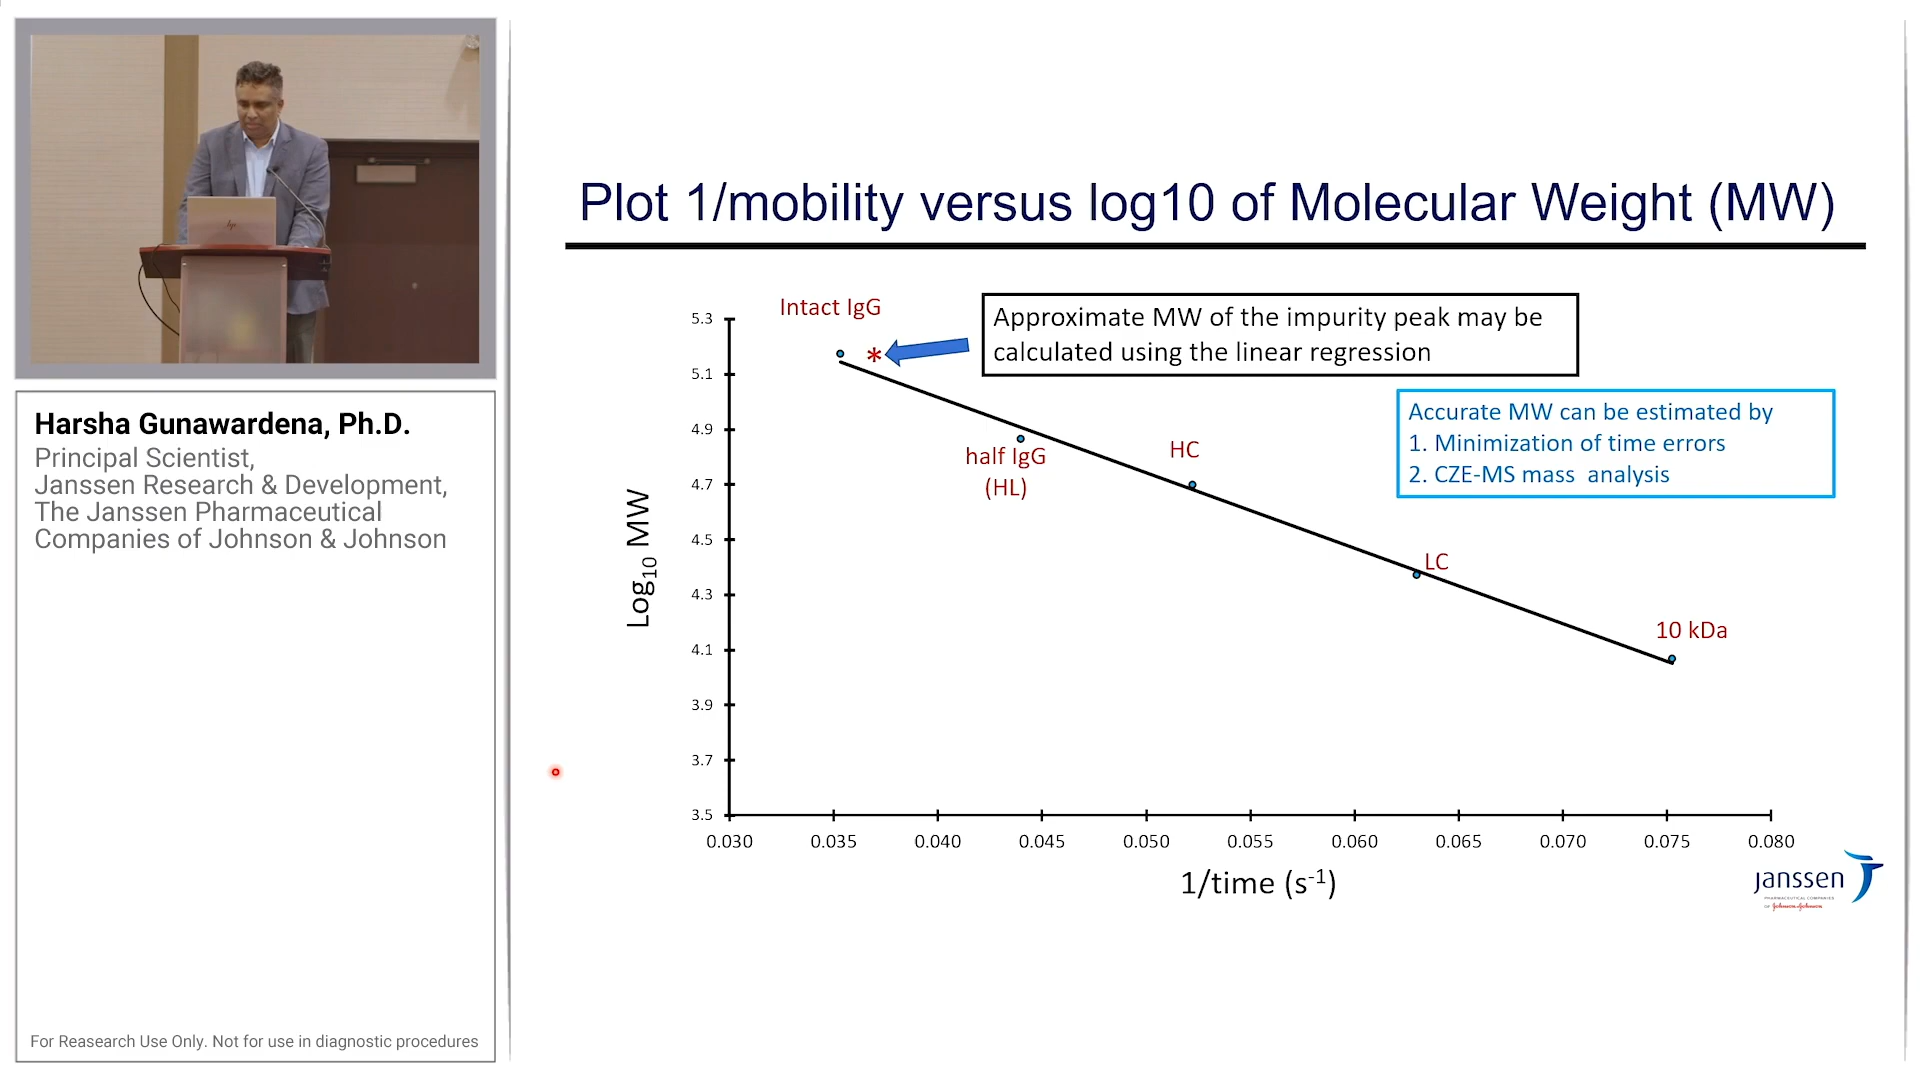 Harsha Gunawardena, Ph.D.
Principal Scientist,
Janssen Research & Development,
The Janssen Pharmaceutical
Companies of Johnson & Johnson
For Reasearch Use Only. Not for use in diagnostic procedures
Plot 1/mobility versus log10 of Molecular Weight (MW)
Intact IgG
*
Approximate MW of the impurity peak may be
calculated using the linear regression
Accurate MW can be estimated by
1. Minimization of time errors
2. CZE-MS mass analysis
half IgG
(HL)
HC
LC
10 kDa
Log10 MW
5.3
5.1
4.9
4.7
4.5
4.3
4.1
3.9
3.7
3.5
0.030 0.035 0.040 0.045 0.050 0.055 0.060 0.065 0.070 0.075 0.080
1/time (s-1)
janssen
PHARMACEUTICAL COMPANIES
OF Johnson & Johnson